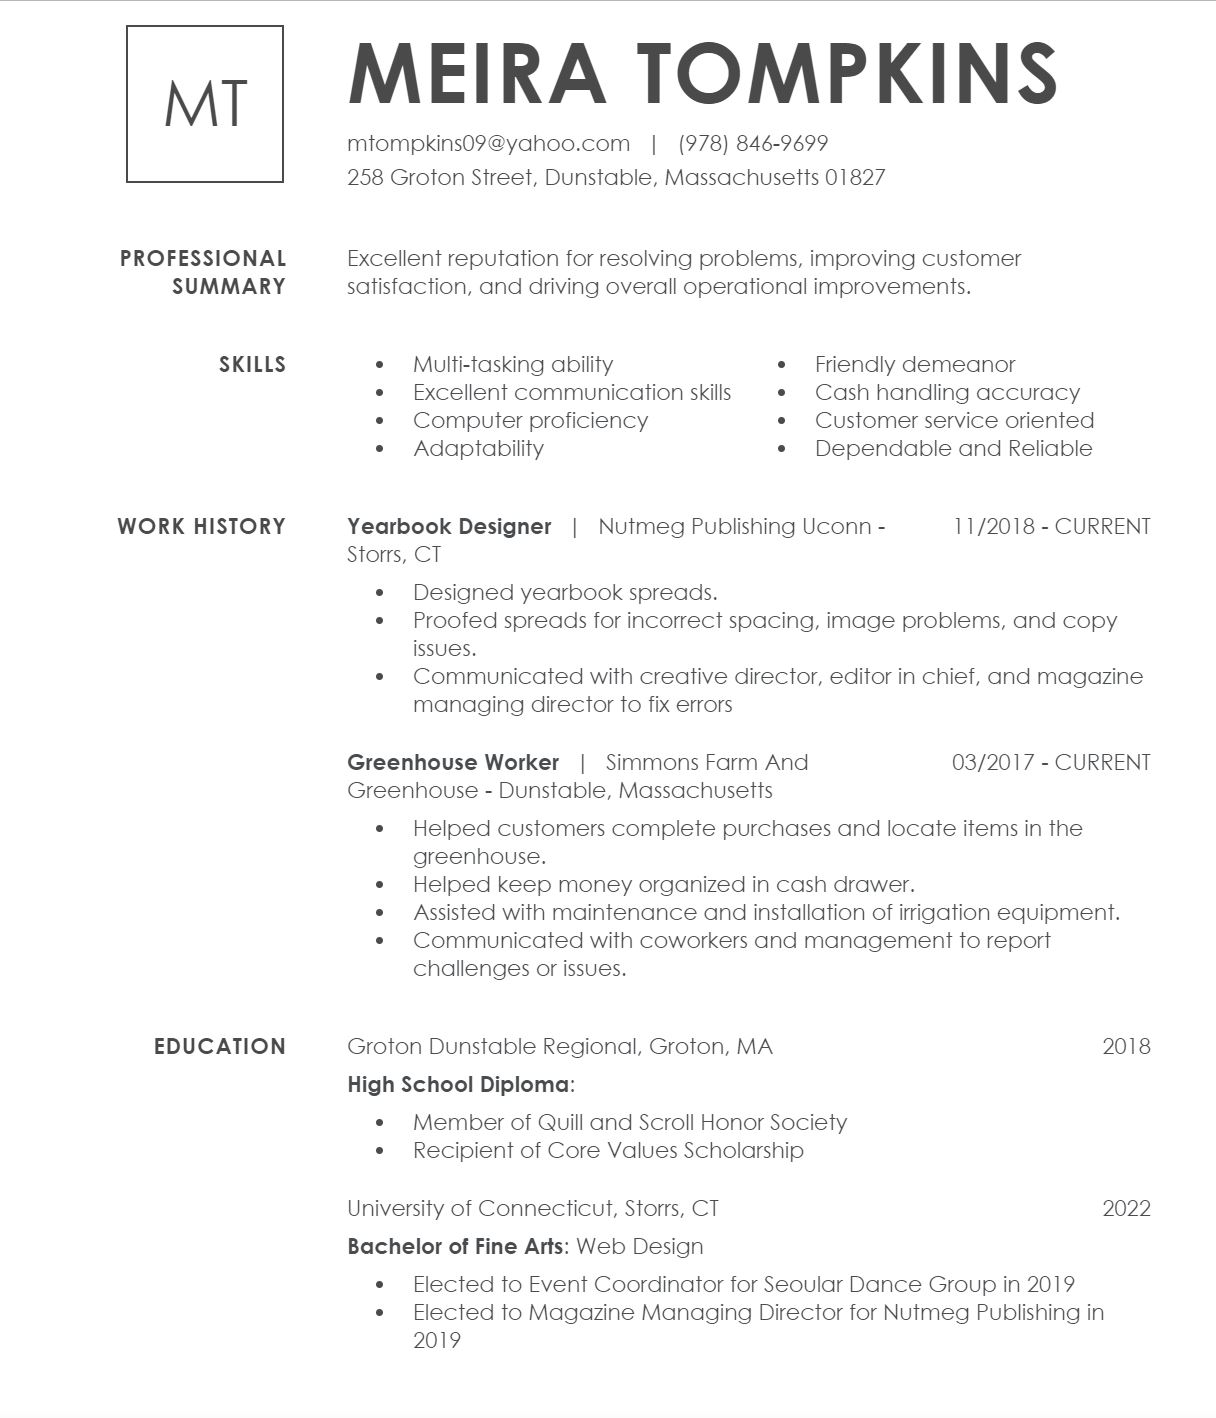 MT
MEIRA TOMPKINS
mtompkins09@yahoo.com | (978) 846-9699
258 Groton Street, Dunstable, Massachusetts 01827
PROFESSIONAL SUMMARY
Excellent reputation for resolving problems, improving customer
satisfaction, and driving overall operational improvements.
SKILLS
• Multi-tasking ability
• Excellent communication skills
• Computer proficiency
• Adaptability
• Friendly demeanor
• Cash handling accuracy
• Customer service oriented
• Dependable and Reliable
WORK HISTORY
Yearbook Designer | Nutmeg Publishing Uconn - 11/2018 - CURRENT
Storrs, CT
• Designed yearbook spreads.
• Proofed spreads for incorrect spacing, image problems, and copy
issues.
• Communicated with creative director, editor in chief, and magazine
managing director to fix errors
Greenhouse Worker | Simmons Farm And 03/2017 - CURRENT
Greenhouse - Dunstable, Massachusetts
• Helped customers complete purchases and locate items in the
greenhouse.
• Helped keep money organized in cash drawer.
• Assisted with maintenance and installation of irrigation equipment.
• Communicated with coworkers and management to report
challenges or issues.
EDUCATION
Groton Dunstable Regional, Groton, MA 2018
High School Diploma:
• Member of Quill and Scroll Honor Society
• Recipient of Core Values Scholarship
University of Connecticut, Storrs, CT 2022
Bachelor of Fine Arts: Web Design
• Elected to Event Coordinator for Seoular Dance Group in 2019
• Elected to Magazine Managing Director for Nutmeg Publishing in
2019